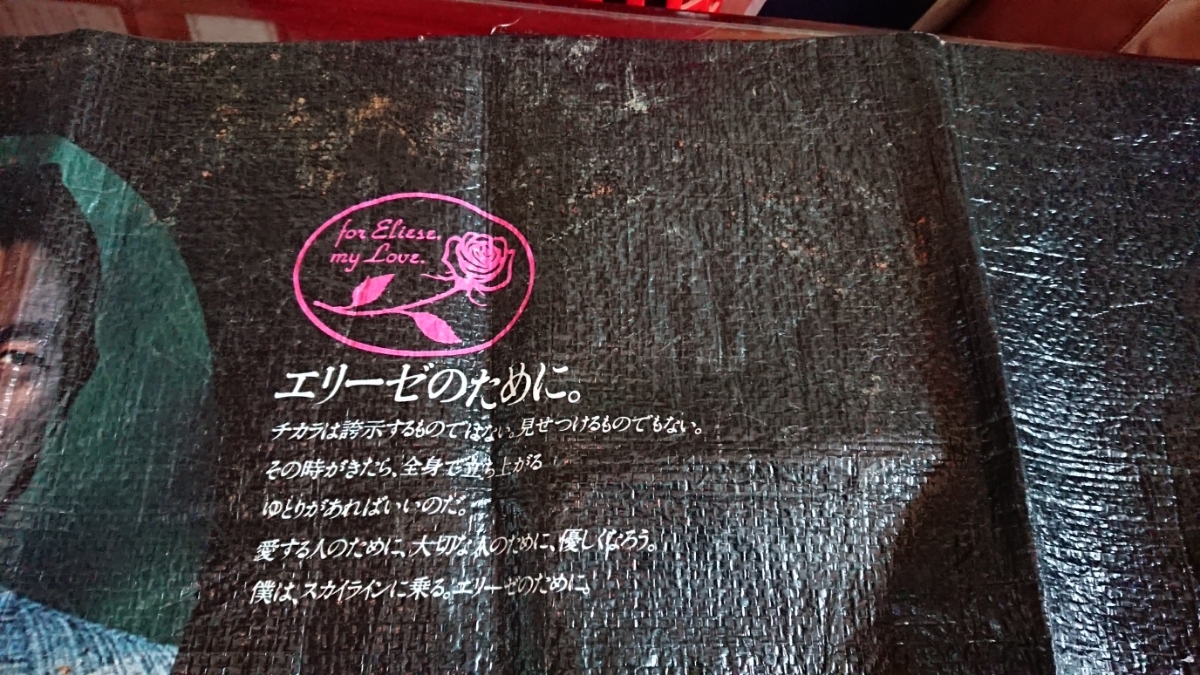 for Eliese.
my Love.
エリーゼのために。
チカラは誇示するものではない。見せつけるものでもない。
その時がきたら、全身で立ち上がる
ゆとりがあればいいのだ。
愛する人のために、大切な人のために、優しくなろう。
僕は、スカイラインに乗る。エリーゼのために、